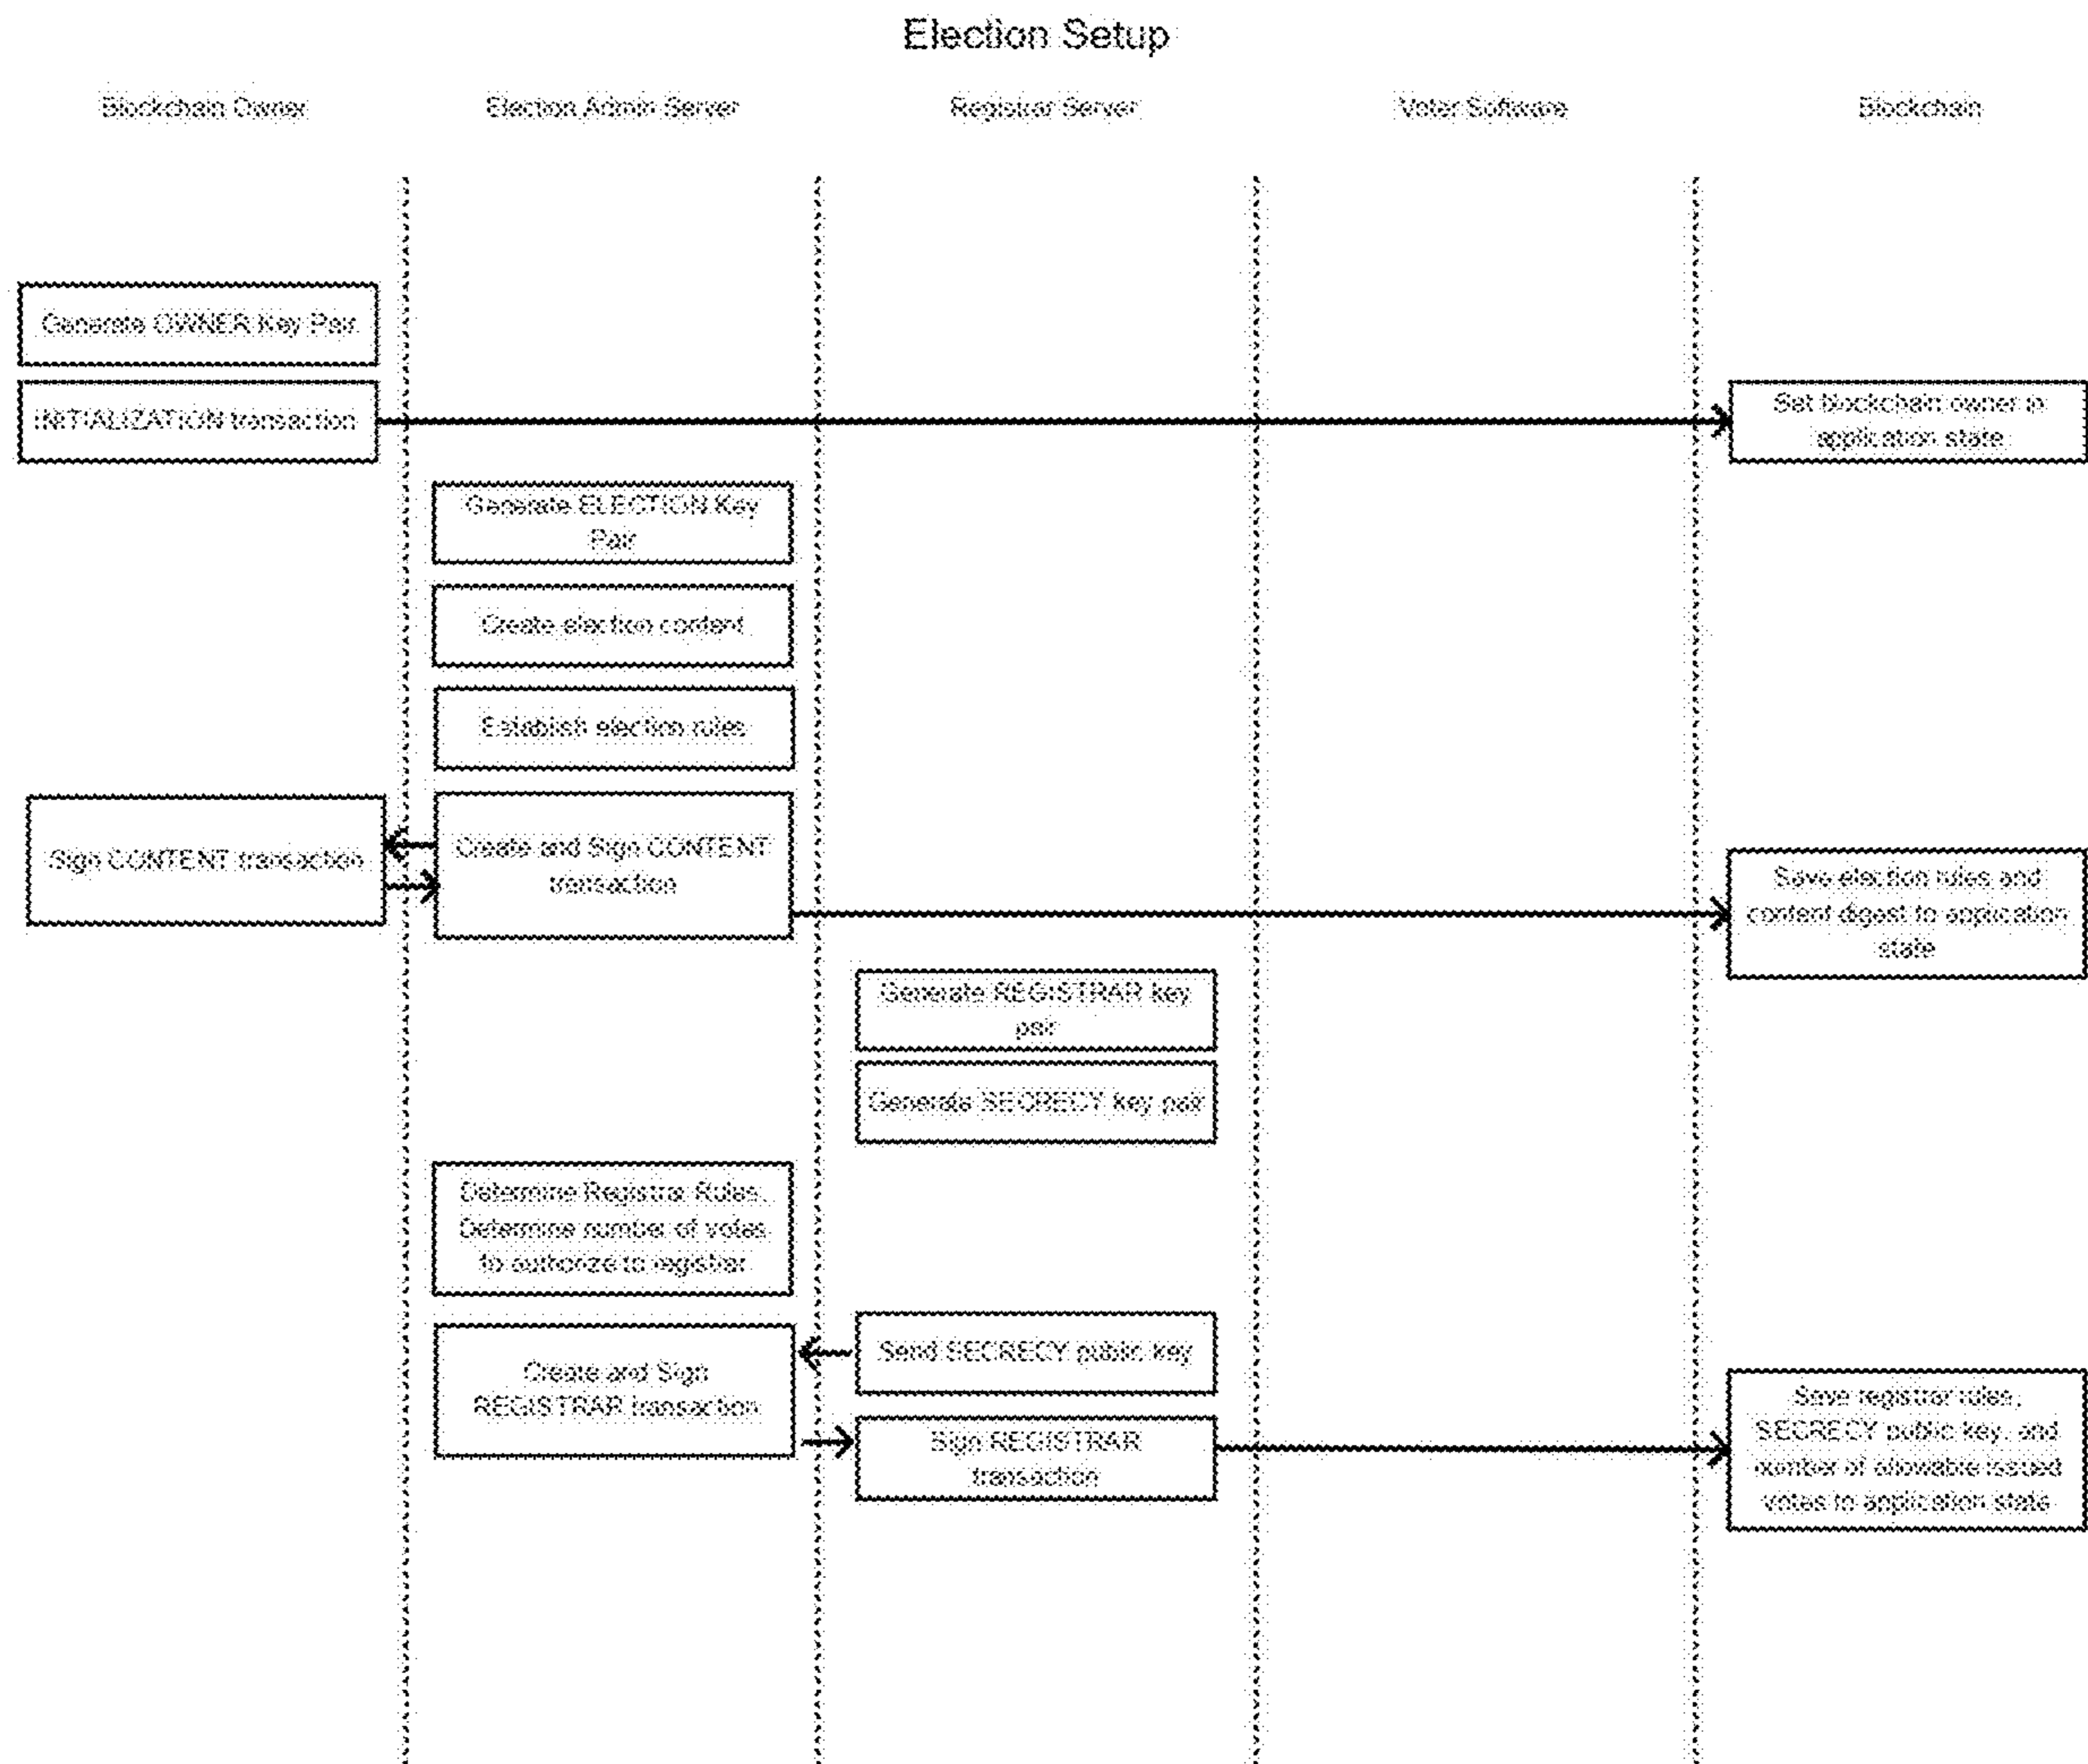 Election Setup
Blockchain Owner
Election Admin Server
Registrar Server
Voter Software
Blockchain
Generate OWNER Key Pair
INITIALIZATION transaction
Set blockchain owner in
application state
Generate ELECTION Key
Pair
Create election content
Establish election rules
Sign CONTENT transaction
Create and Sign CONTENT
transaction
Save election rules and
content digest to application
state
Generate REGISTRAR key
pair
Generate SECRECY key pair
Determine Registrar Rules.
Determine number of votes
to authorize to registrar
Send SECRECY public key
Create and Sign
REGISTRAR transaction
Sign REGISTRAR
transaction
Save registrar rules,
SECRECY public key, and
number of allowable issued
votes to application state